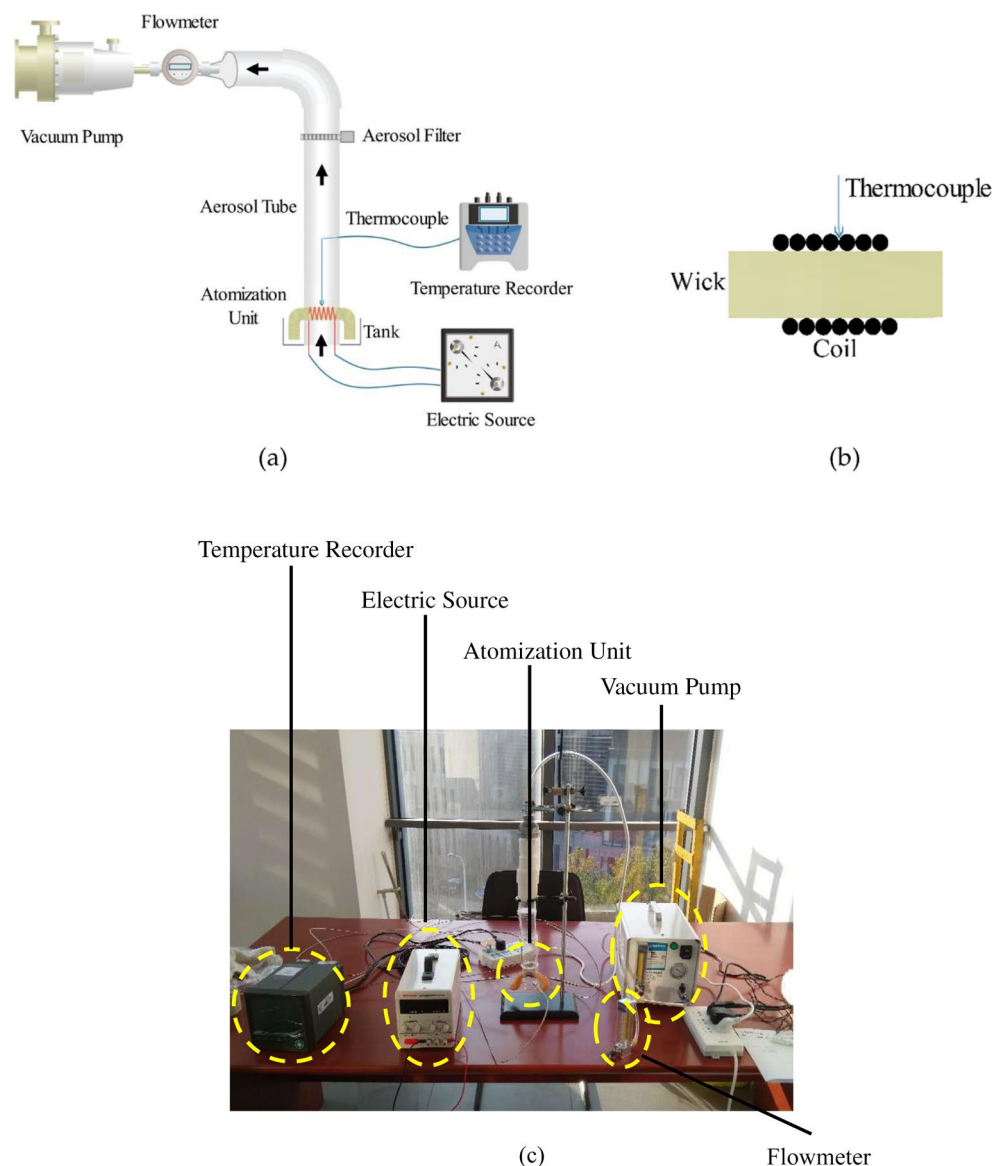 Flowmeter
Vacuum Pump
Aerosol Filter
Aerosol Tube
Thermocouple
Temperature Recorder
Atomization
Unit
Tank
A
Electric Source
(a)
Thermocouple
Wick
Coil
(b)
Temperature Recorder
Electric Source
Atomization Unit
Vacuum Pump
(c)
Flowmeter